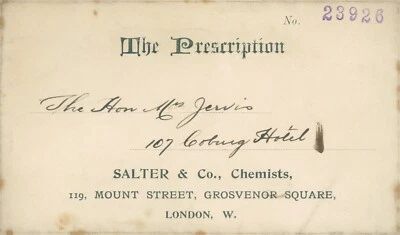 No. 23926
The Prescription
The Hon Mrs Jervis
107 Coburg Hotel
SALTER & Co., Chemists,
119, MOUNT STREET, GROSVENOR SQUARE,
LONDON, W.